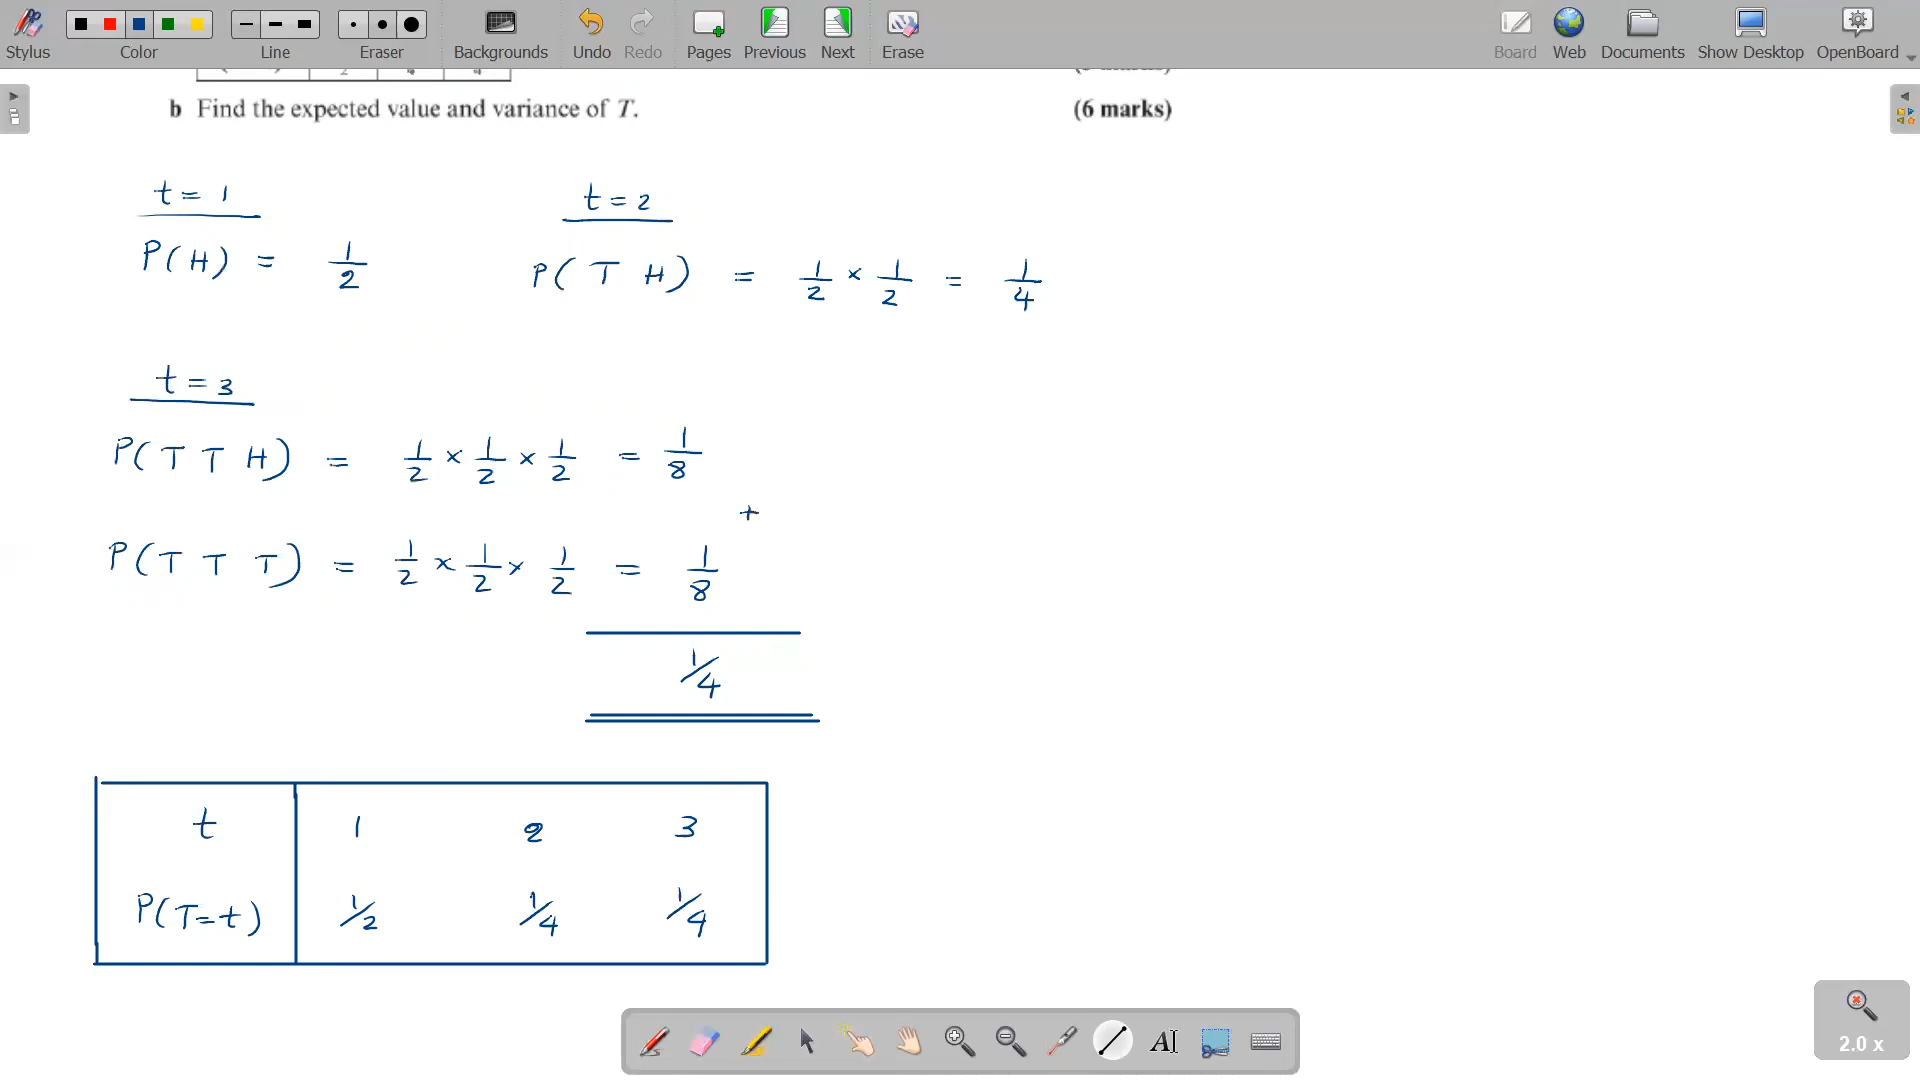 Stylus Color Line Eraser Backgrounds Undo Redo Pages Previous Next Erase Board Web Documents Show Desktop OpenBoard
b Find the expected value and variance of T. (6 marks)
t = 1
P(H) = 1/2
t = 2
P( T H ) = 1/2 × 1/2 = 1/4
t = 3
P( T T H ) = 1/2 × 1/2 × 1/2 = 1/8
+
P( T T T ) = 1/2 × 1/2 × 1/2 = 1/8
1/4
t 1 2 3
P(T=t) 1/2 1/4 1/4
2.0 x